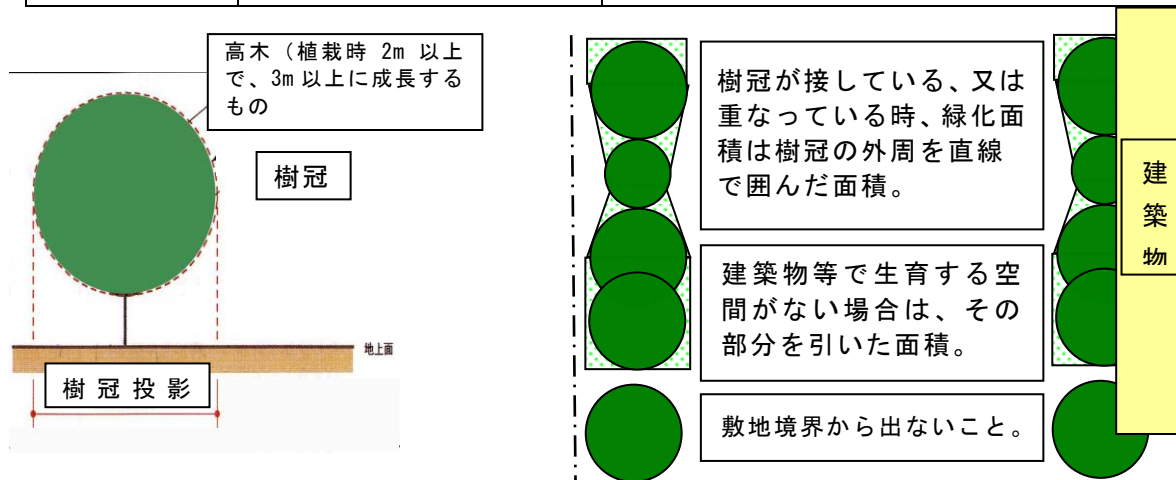 高木（植栽時 2m 以上
で、3m 以上に成長する
もの
樹冠
地上面
樹冠投影
樹冠が接している、又は
重なっている時、緑化面
積は樹冠の外周を直線
で囲んだ面積。
建築物等で生育する空
間がない場合は、その
部分を引いた面積。
敷地境界から出ないこと。
建
築
物